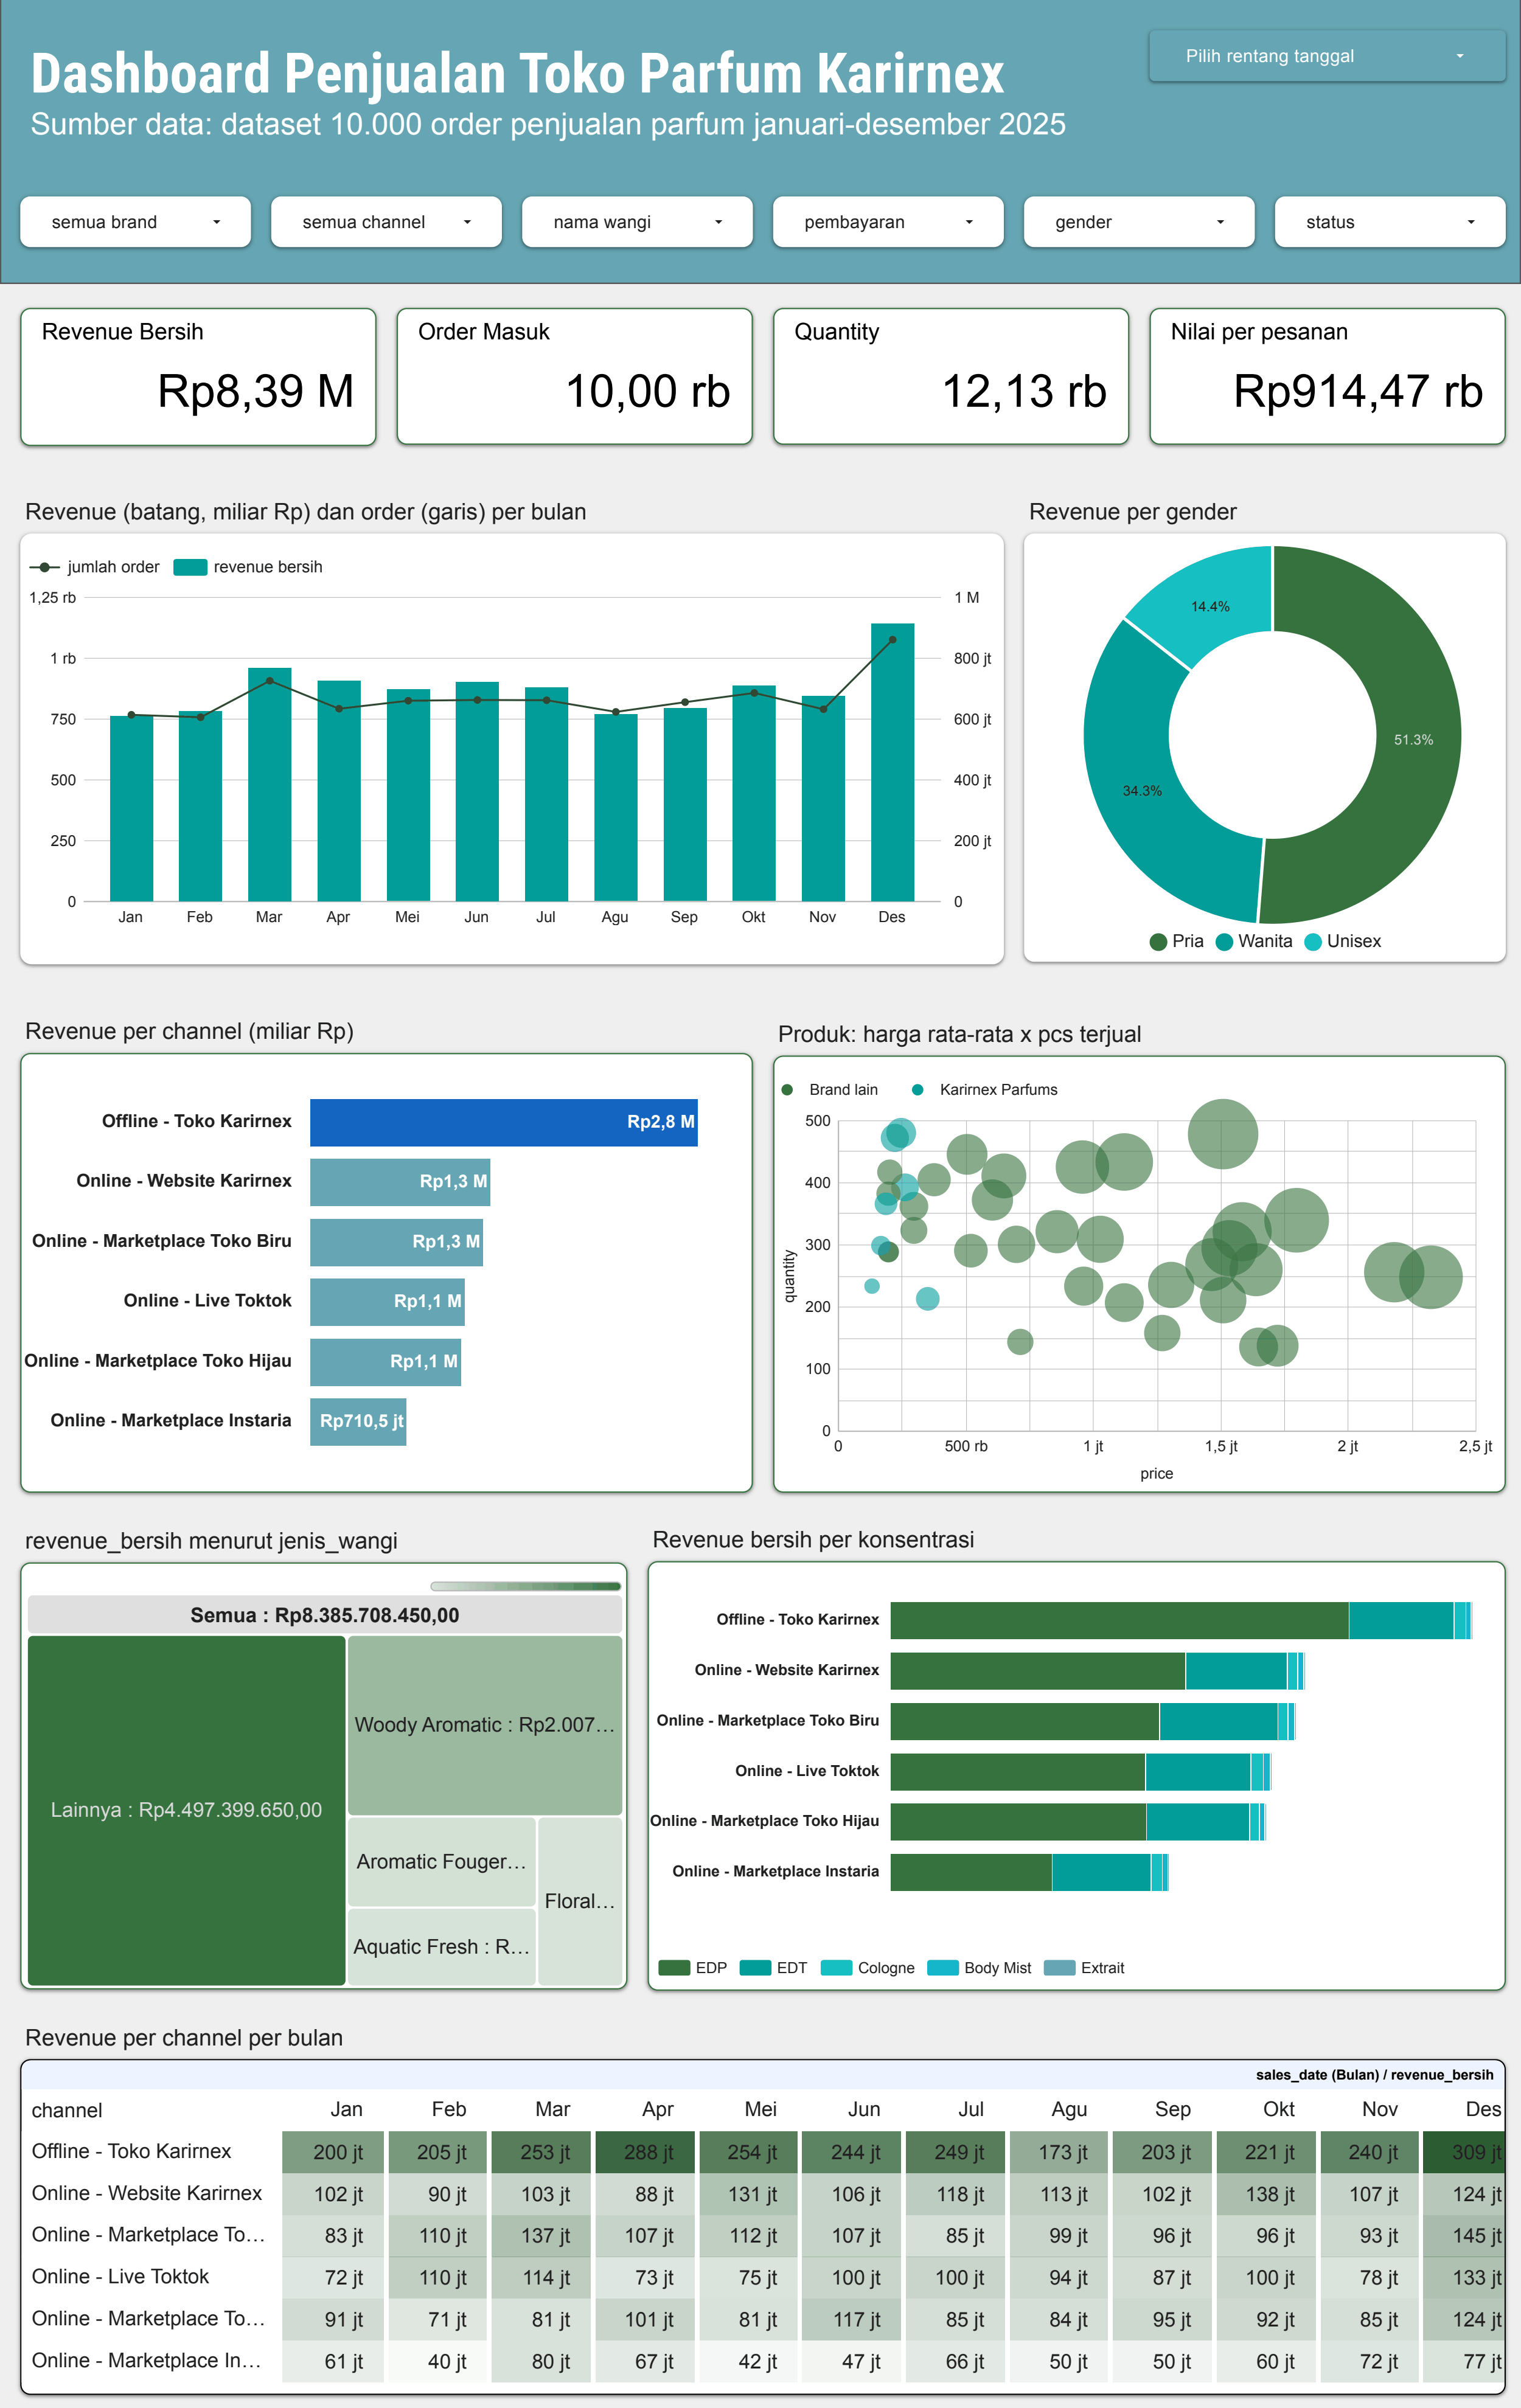 Dashboard Penjualan Toko Parfum Karirnex
Pilih rentang tanggal
Sumber data: dataset 10.000 order penjualan parfum januari-desember 2025
semua brand
semua channel
nama wangi
pembayaran
gender
status
Revenue Bersih
Rp8,39 M
Order Masuk
10,00 rb
Quantity
12,13 rb
Nilai per pesanan
Rp914,47 rb
Revenue (batang, miliar Rp) dan order (garis) per bulan
jumlah order
revenue bersih
1,25 rb
1 rb
750
500
250
0
1 M
800 jt
600 jt
400 jt
200 jt
0
Jan Feb Mar Apr Mei Jun Jul Agu Sep Okt Nov Des
Revenue per gender
14.4%
51.3%
34.3%
Pria Wanita Unisex
Revenue per channel (miliar Rp)
Offline - Toko Karirnex Rp2,8 M
Online - Website Karirnex Rp1,3 M
Online - Marketplace Toko Biru Rp1,3 M
Online - Live Toktok Rp1,1 M
Online - Marketplace Toko Hijau Rp1,1 M
Online - Marketplace Instaria Rp710,5 jt
Produk: harga rata-rata x pcs terjual
Brand lain
Karirnex Parfums
500
400
300
200
100
0
quantity
0 500 rb 1 jt 1,5 jt 2 jt 2,5 jt
price
revenue_bersih menurut jenis_wangi
Semua : Rp8.385.708.450,00
Lainnya : Rp4.497.399.650,00
Woody Aromatic : Rp2.007…
Aromatic Fouger…
Floral…
Aquatic Fresh : R…
Revenue bersih per konsentrasi
Offline - Toko Karirnex
Online - Website Karirnex
Online - Marketplace Toko Biru
Online - Live Toktok
Online - Marketplace Toko Hijau
Online - Marketplace Instaria
EDP EDT Cologne Body Mist Extrait
Revenue per channel per bulan
sales_date (Bulan) / revenue_bersih
channel Jan Feb Mar Apr Mei Jun Jul Agu Sep Okt Nov Des
Offline - Toko Karirnex 200 jt 205 jt 253 jt 288 jt 254 jt 244 jt 249 jt 173 jt 203 jt 221 jt 240 jt 309 jt
Online - Website Karirnex 102 jt 90 jt 103 jt 88 jt 131 jt 106 jt 118 jt 113 jt 102 jt 138 jt 107 jt 124 jt
Online - Marketplace To… 83 jt 110 jt 137 jt 107 jt 112 jt 107 jt 85 jt 99 jt 96 jt 96 jt 93 jt 145 jt
Online - Live Toktok 72 jt 110 jt 114 jt 73 jt 75 jt 100 jt 100 jt 94 jt 87 jt 100 jt 78 jt 133 jt
Online - Marketplace To… 91 jt 71 jt 81 jt 101 jt 81 jt 117 jt 85 jt 84 jt 95 jt 92 jt 85 jt 124 jt
Online - Marketplace In… 61 jt 40 jt 80 jt 67 jt 42 jt 47 jt 66 jt 50 jt 50 jt 60 jt 72 jt 77 jt